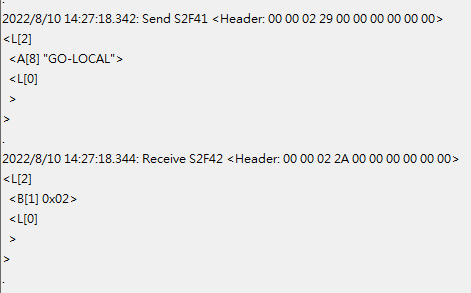 .
2022/8/10 14:27:18.342: Send S2F41 <Header: 00 00 02 29 00 00 00 00 00 00>
<L[2]
<A[8] "GO-LOCAL">
<L[0]
>
>
.
2022/8/10 14:27:18.344: Receive S2F42 <Header: 00 00 02 2A 00 00 00 00 00 00>
<L[2]
<B[1] 0x02>
<L[0]
>
>
.